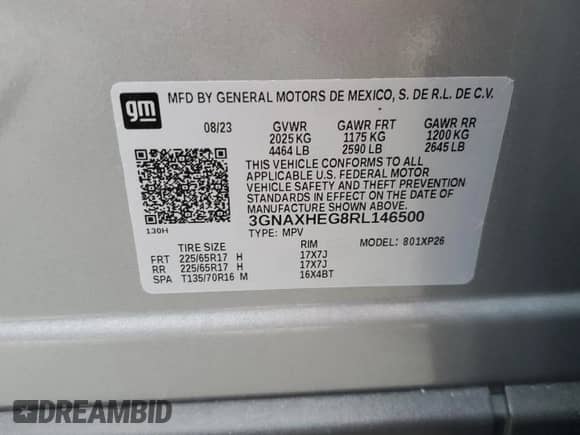 gm
MFD BY GENERAL MOTORS DE MEXICO, S. DE R.L. DE C.V.
08/23 GVWR GAWR FRT GAWR RR
2025 KG 1175 KG 1200 KG
4464 LB 2590 LB 2645 LB
THIS VEHICLE CONFORMS TO ALL
APPLICABLE U.S. FEDERAL MOTOR
VEHICLE SAFETY AND THEFT PREVENTION
STANDARDS IN EFFECT ON THE DATE OF
MANUFACTURE SHOWN ABOVE.
3GNAXHEG8RL146500
130H
TYPE: MPV MODEL: 801XP26
TIRE SIZE RIM
FRT 225/65R17 H 17X7J
RR 225/65R17 H 17X7J
SPA T135/70R16 M 16X4BT
DREAMBID